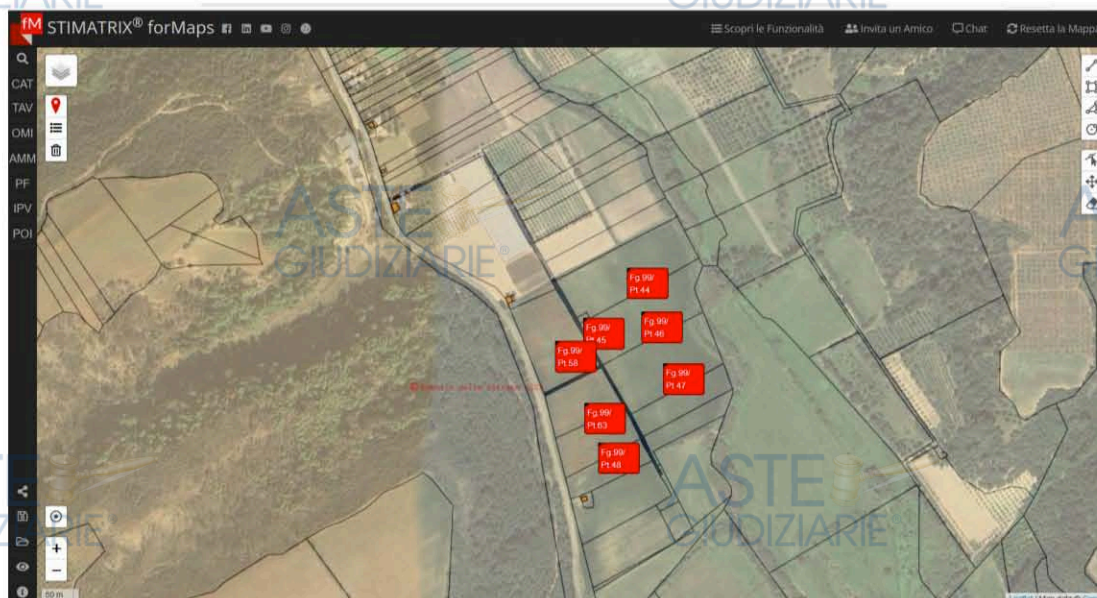 STIMATRIX® forMaps
Scopri le Funzionalità
Invita un Amico
Chat
Resetta la Mappa
CAT
TAV
OMI
AMM
PF
IPV
POI
ASTE
GIUDIZIARIE®
Fg.99/
Pt.44
Fg.99/
Pt.45
Fg.99/
Pt.46
Fg.99/
Pt.58
Fg.99/
Pt.47
Fg.99/
Pt.63
Fg.99/
Pt.48
ASTE
GIUDIZIARIE
50 m